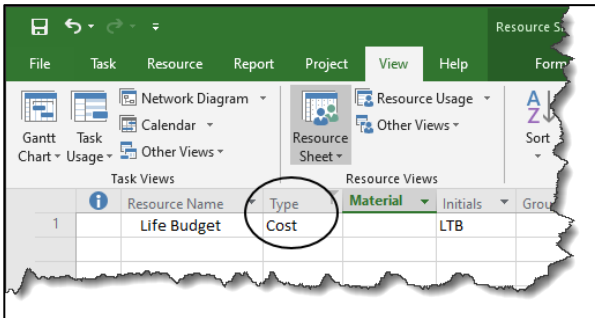 Resource S
File Task Resource Report Project View Help Form
Network Diagram Resource Usage
Calendar
Other Views
Gantt Chart Task Usage Resource Sheet Other Views Sort
Task Views Resource Views
Resource Name Type Material Initials Grou
1 Life Budget Cost LTB